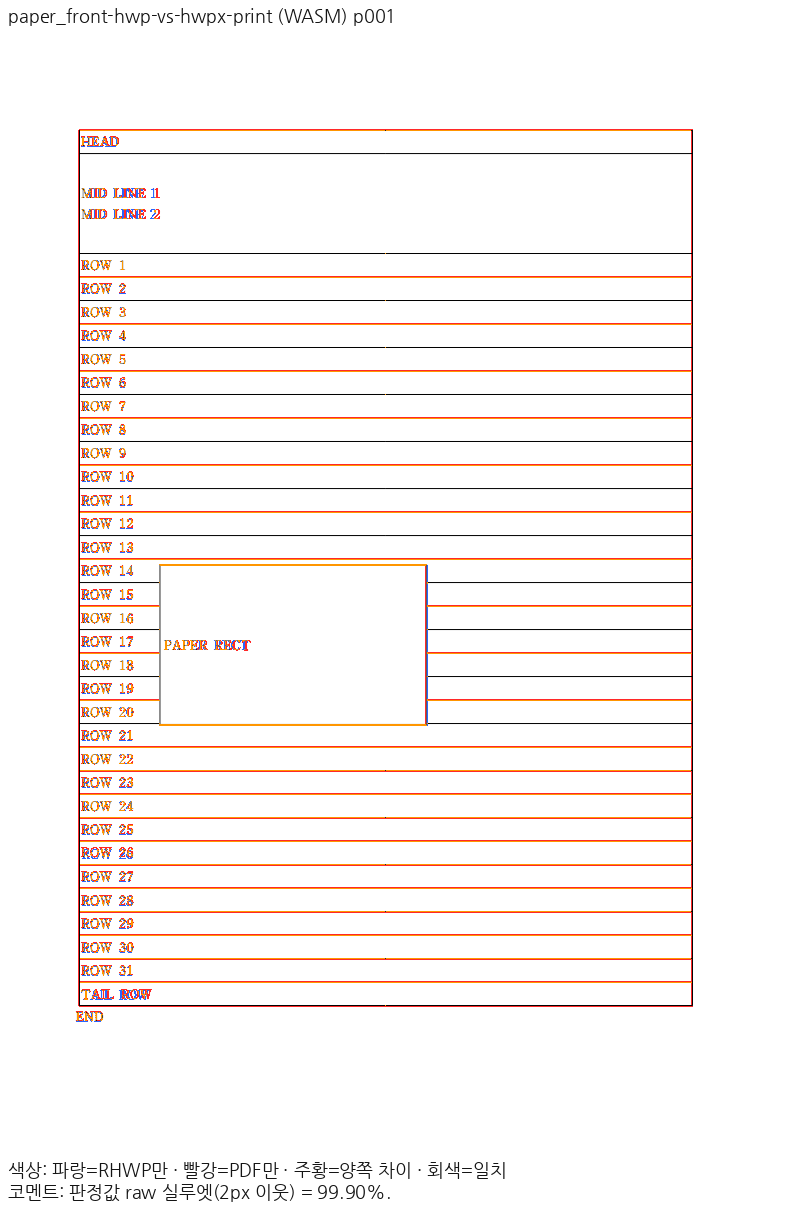 paper_front-hwp-vs-hwpx-print (WASM) p001
HEAD
MID LINE 1
MID LINE 2
ROW 1
ROW 2
ROW 3
ROW 4
ROW 5
ROW 6
ROW 7
ROW 8
ROW 9
ROW 10
ROW 11
ROW 12
ROW 13
ROW 14
ROW 15
ROW 16
ROW 17
PAPER RECT
ROW 18
ROW 19
ROW 20
ROW 21
ROW 22
ROW 23
ROW 24
ROW 25
ROW 26
ROW 27
ROW 28
ROW 29
ROW 30
ROW 31
TAIL ROW
END
색상: 파랑=RHWP만 · 빨강=PDF만 · 주황=양쪽 차이 · 회색=일치
코멘트: 판정값 raw 실루엣(2px 이웃) = 99.90%.